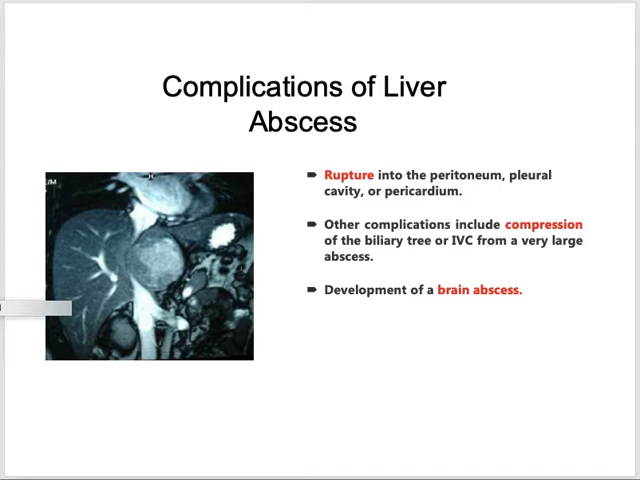 Complications of Liver
Abscess
E/M
Rupture into the peritoneum, pleural
cavity, or pericardium.
Other complications include compression
of the biliary tree or IVC from a very large
abscess.
Development of a brain abscess.